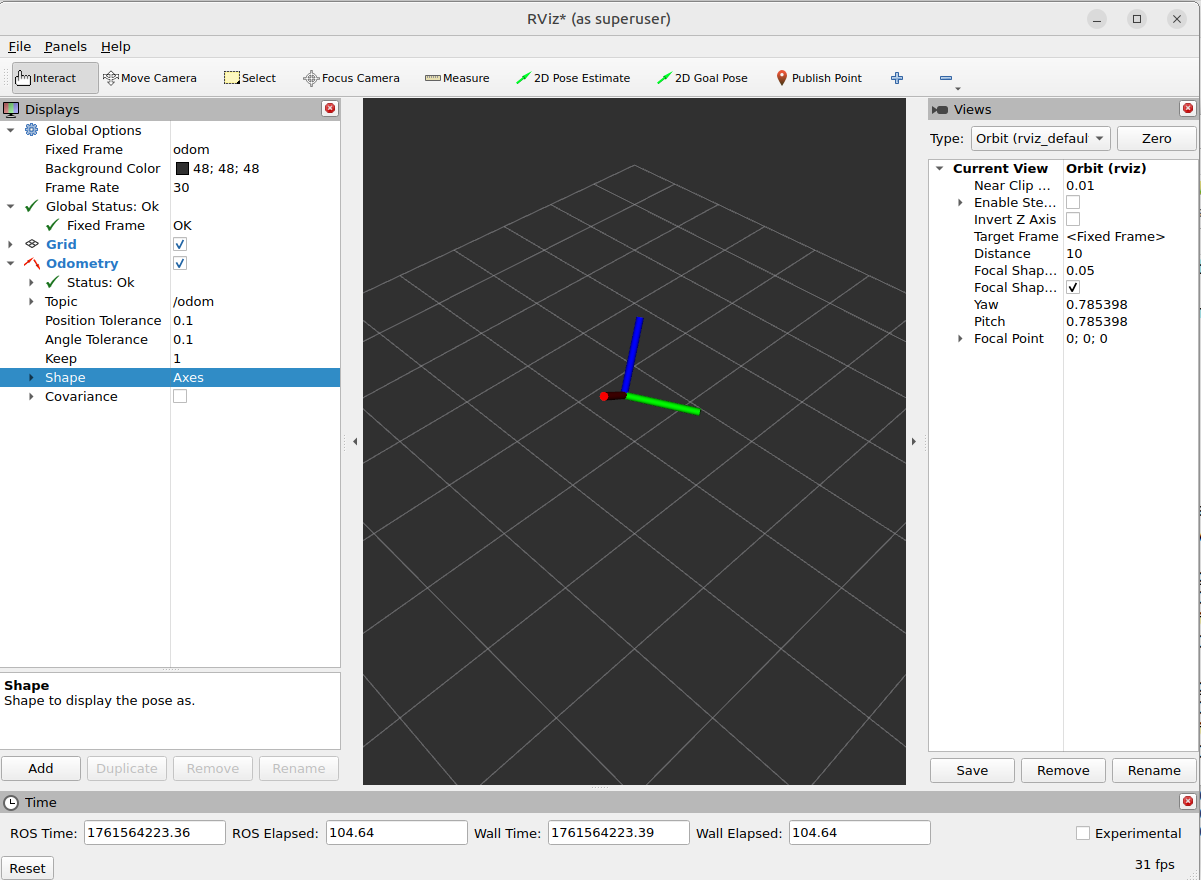 RViz* (as superuser)
File Panels Help
Interact Move Camera Select Focus Camera Measure 2D Pose Estimate 2D Goal Pose Publish Point
Displays
Global Options
Fixed Frame odom
Background Color 48; 48; 48
Frame Rate 30
Global Status: Ok
Fixed Frame OK
Grid
Odometry
Status: Ok
Topic /odom
Position Tolerance 0.1
Angle Tolerance 0.1
Keep 1
Shape Axes
Covariance
Shape
Shape to display the pose as.
Add Duplicate Remove Rename
Views
Type: Orbit (rviz_defaul Zero
Current View Orbit (rviz)
Near Clip ... 0.01
Enable Ste...
Invert Z Axis
Target Frame <Fixed Frame>
Distance 10
Focal Shap... 0.05
Focal Shap...
Yaw 0.785398
Pitch 0.785398
Focal Point 0; 0; 0
Save Remove Rename
Time
ROS Time: 1761564223.36 ROS Elapsed: 104.64 Wall Time: 1761564223.39 Wall Elapsed: 104.64 Experimental
Reset 31 fps